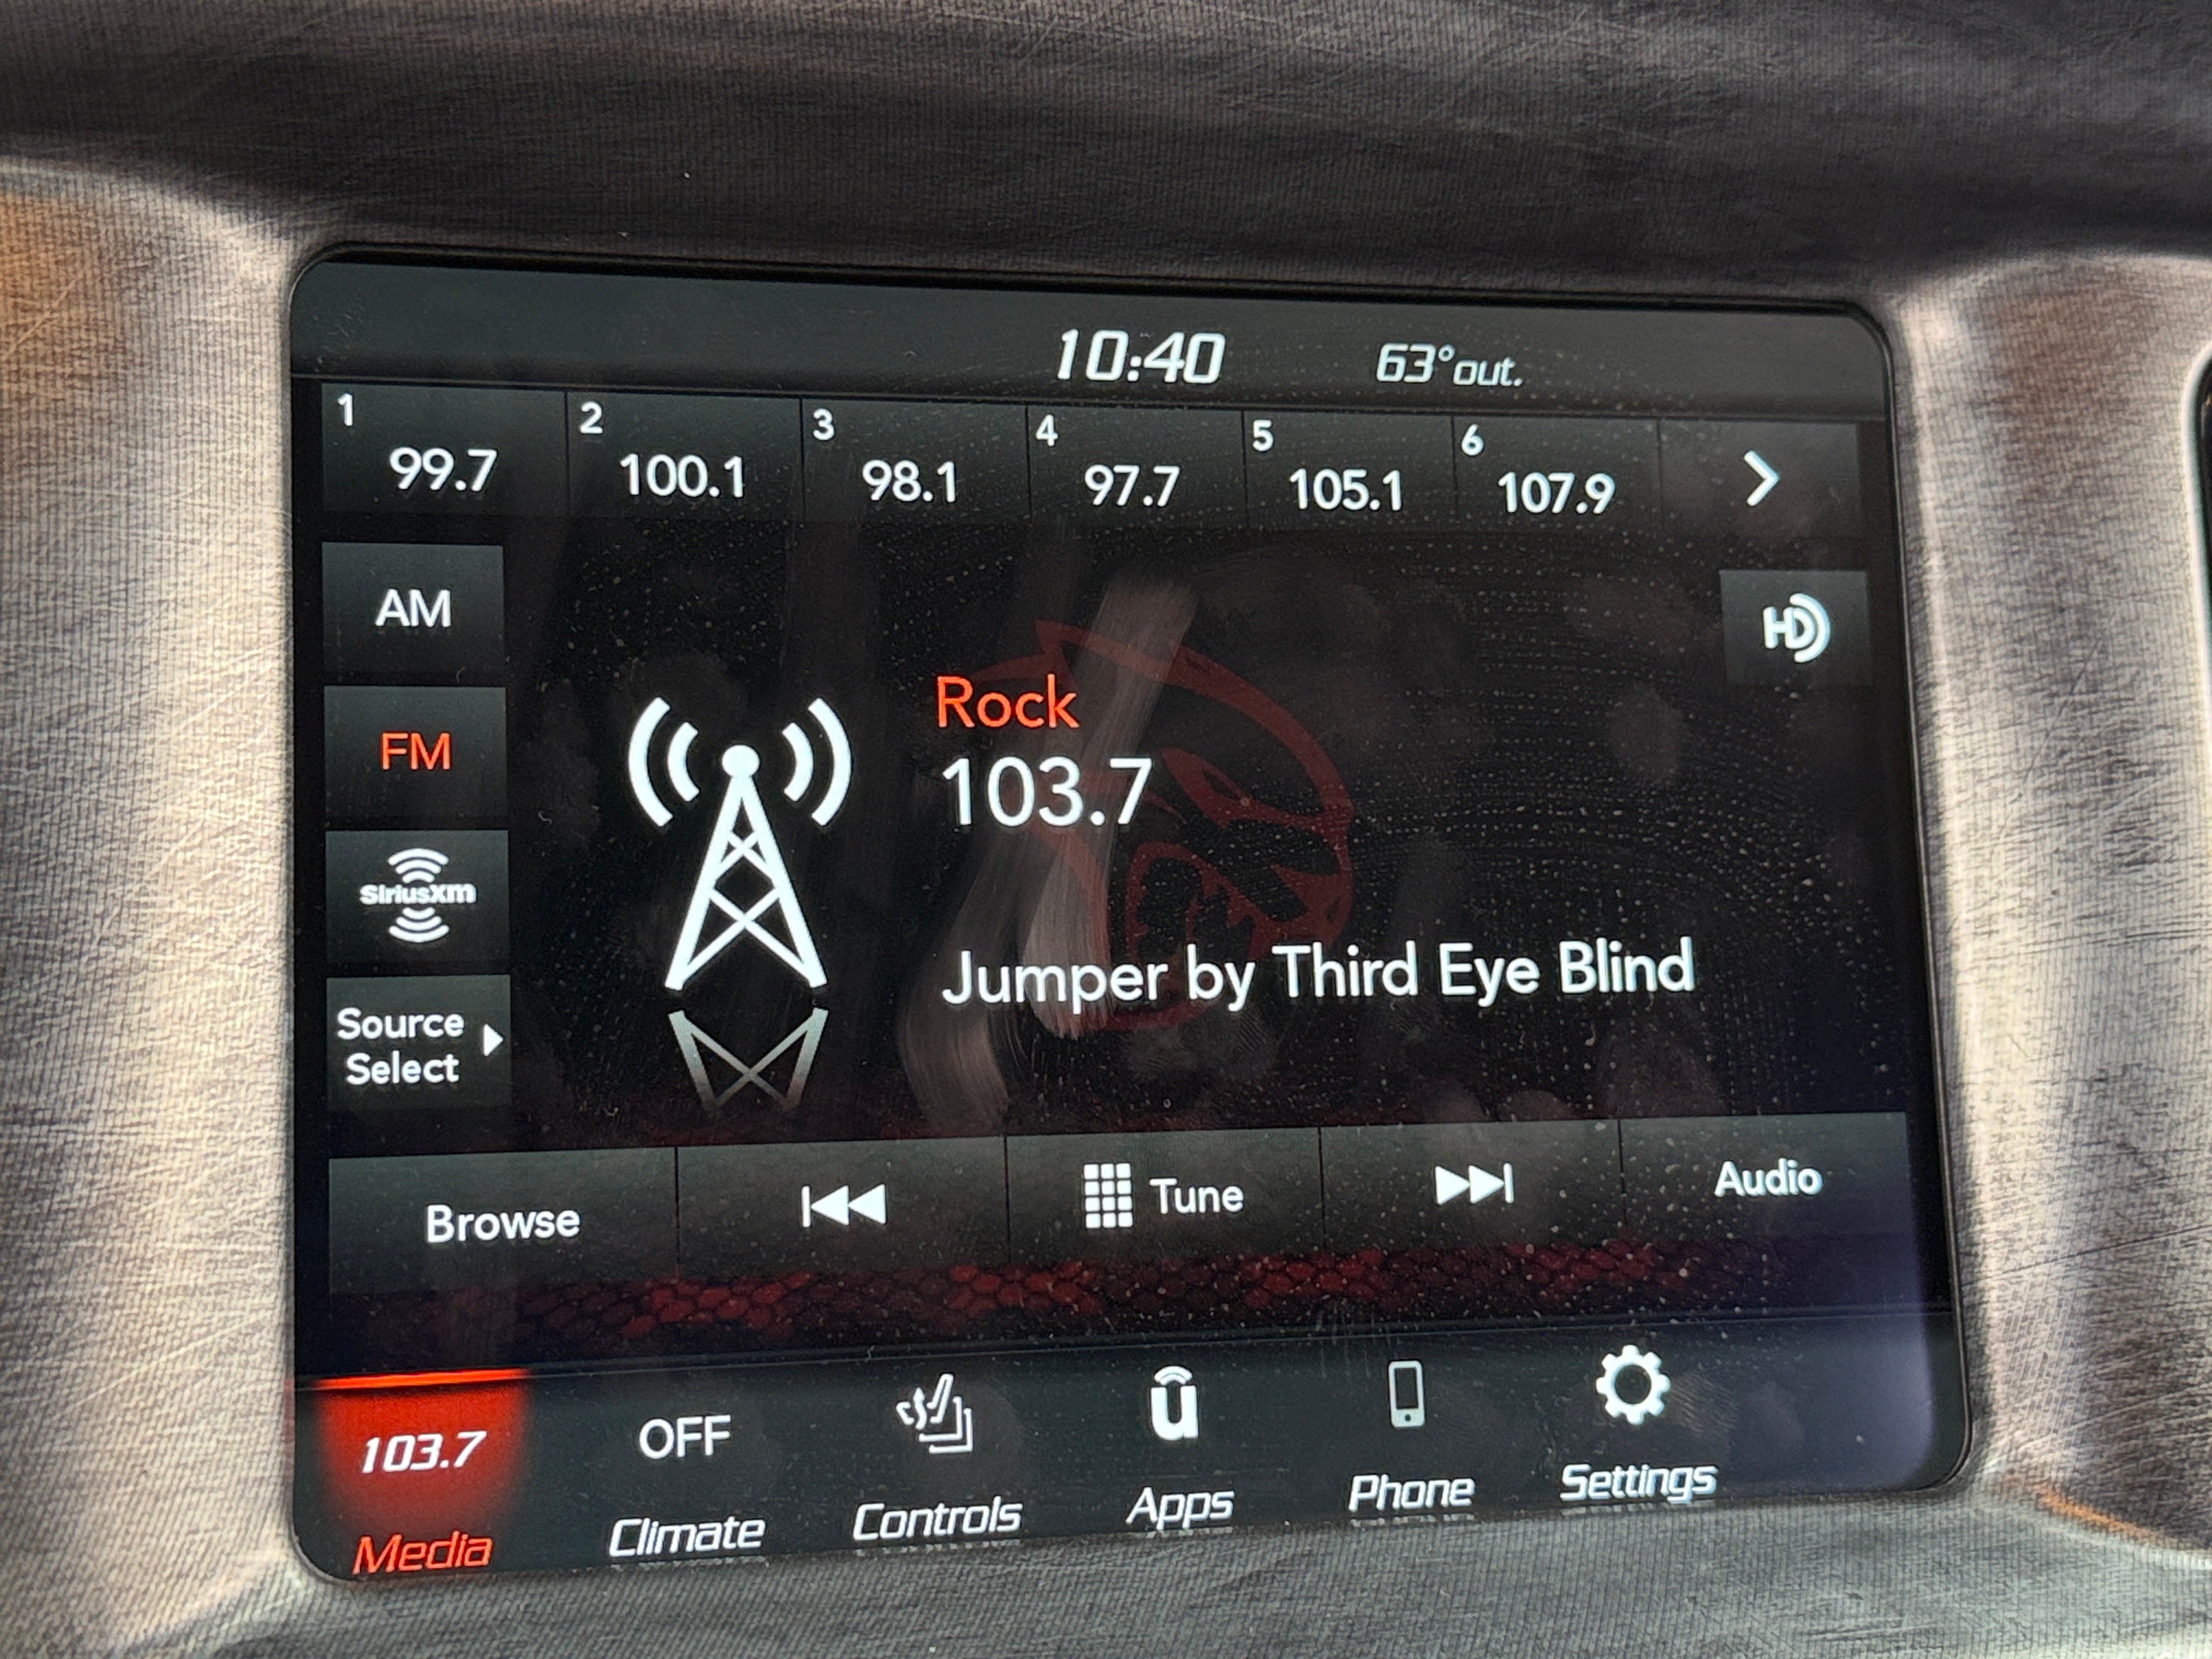 10:40 63°out.
1 2 3 4 5 6
99.7 100.1 98.1 97.7 105.1 107.9
AM
HD
FM
Rock
103.7
SiriusXm
Jumper by Third Eye Blind
Source
Select
Browse Tune Audio
103.7 OFF u
Media Climate Controls Apps Phone Settings